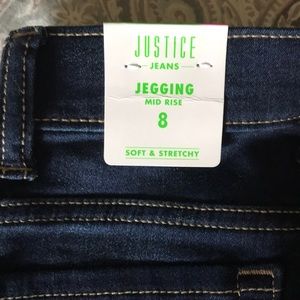 JUSTICE
JEANS
JEGGING
MID RISE
8
SOFT & STRETCHY